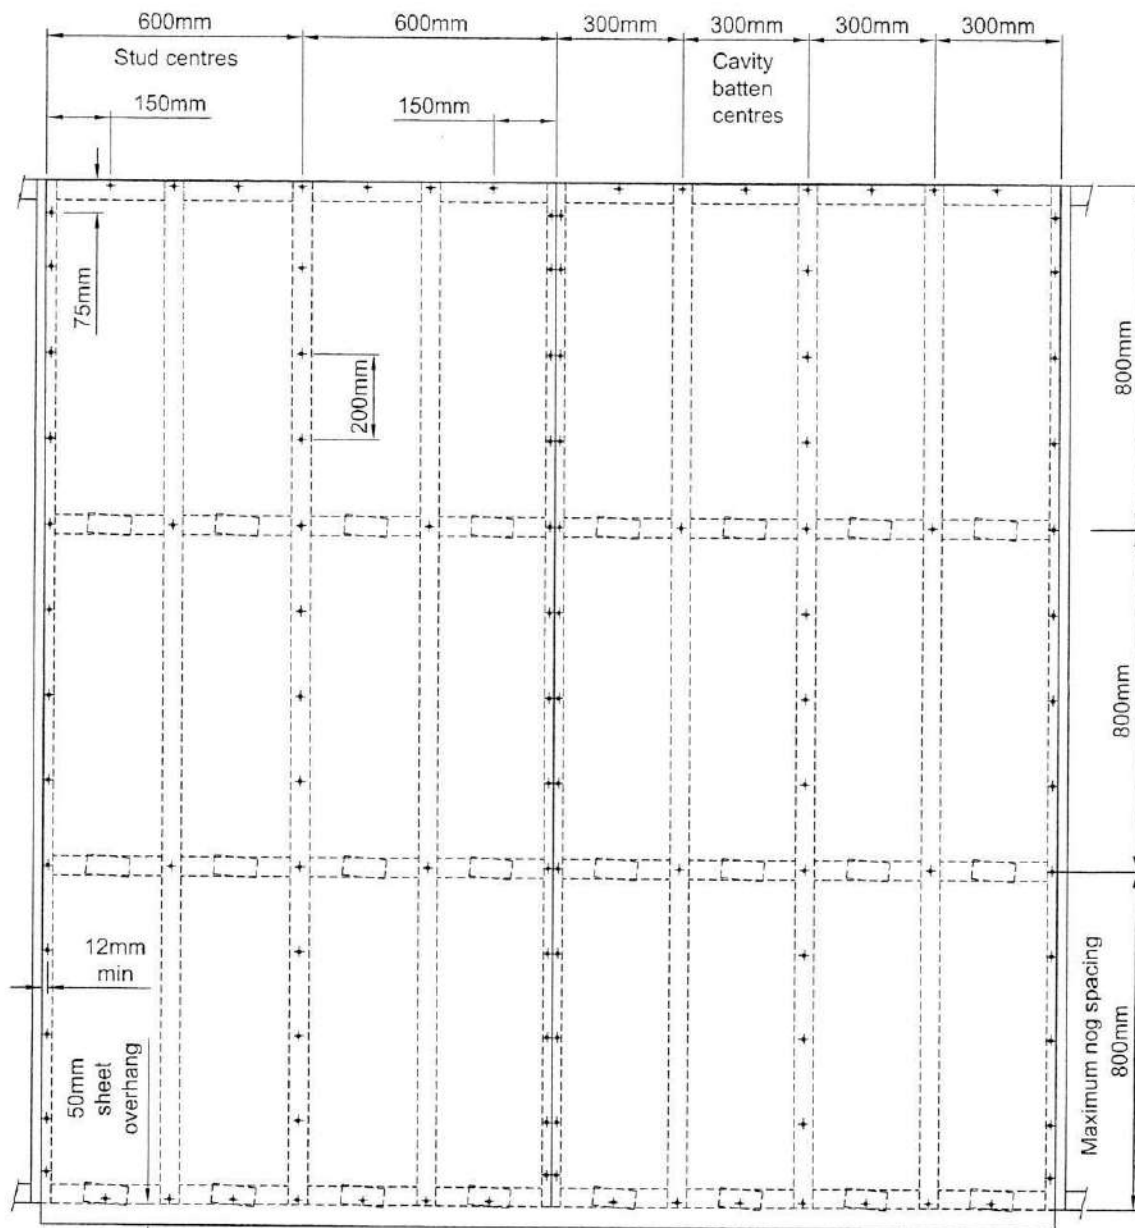 600mm
600mm
300mm
300mm
300mm
300mm
Stud centres
Cavity
batten
centres
150mm
150mm
75mm
200mm
800mm
800mm
12mm
min
50mm
sheet
overhang
Maximum nog spacing
800mm